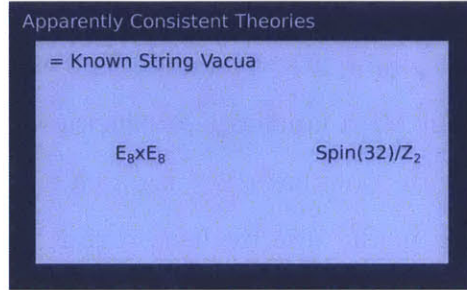 Apparently Consistent Theories
= Known String Vacua
E₈xE₈ Spin(32)/Z₂